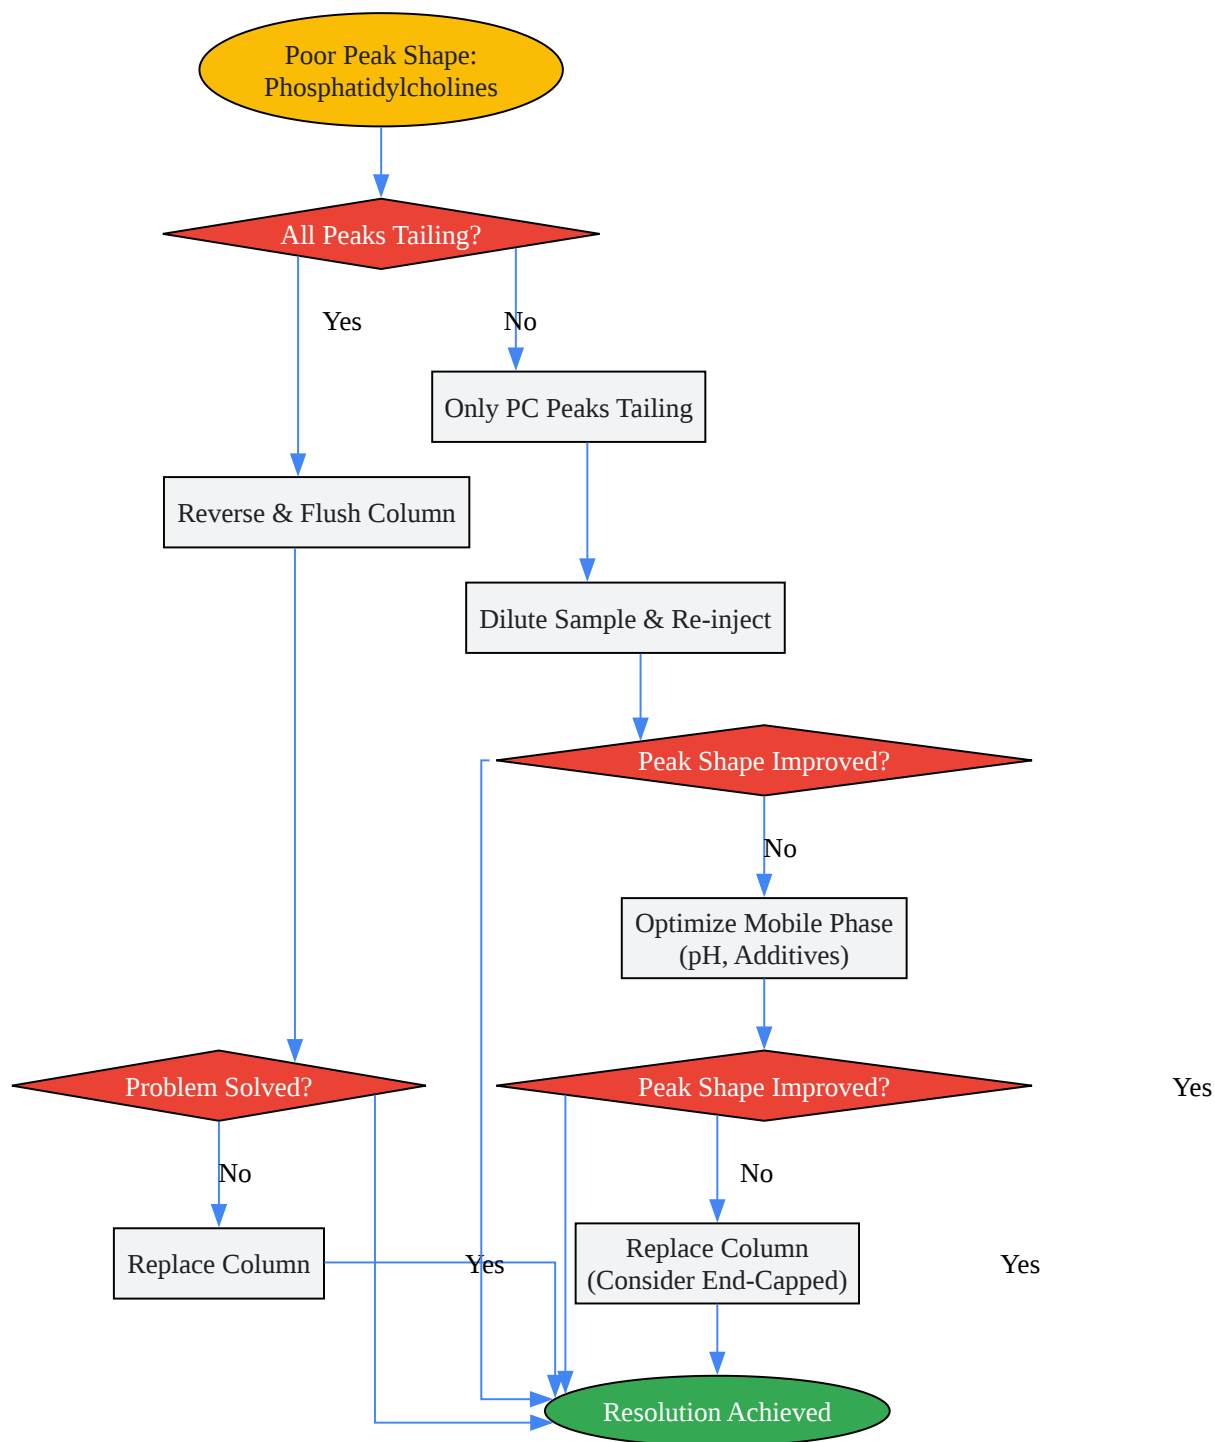 Poor Peak Shape:
Phosphatidylcholines
All Peaks Tailing?
Yes
No
Only PC Peaks Tailing
Reverse & Flush Column
Dilute Sample & Re-inject
Peak Shape Improved?
No
Optimize Mobile Phase
(pH, Additives)
Problem Solved?
Peak Shape Improved?
Yes
No
No
Replace Column
Yes
Replace Column
(Consider End-Capped)
Yes
Resolution Achieved